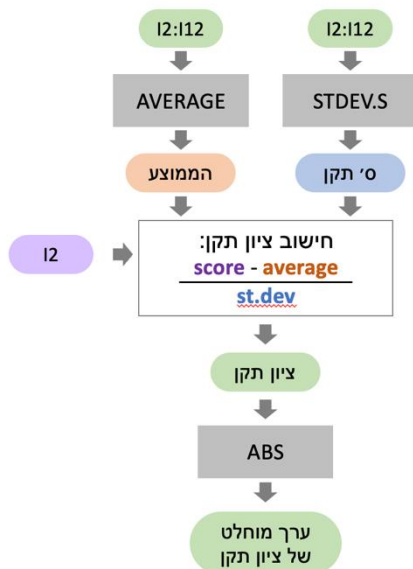 I2:I12
I2:I12
AVERAGE
STDEV.S
הממוצע
ס׳ תקן
I2
חישוב ציון תקן:
score - average
st.dev
ציון תקן
ABS
ערך מוחלט
של ציון תקן